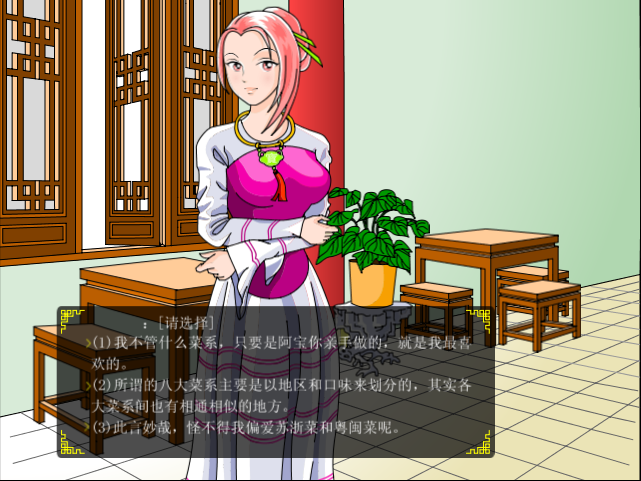 ：[请选择]
(1)我不管什么菜系，只要是阿宝你亲手做的，就是我最喜
欢的。
(2)所谓的八大菜系主要是以地区和口味来划分的，其实各
大菜系间也有相通相似的地方。
(3)此言妙哉，怪不得我偏爱苏浙菜和粤闽菜呢。